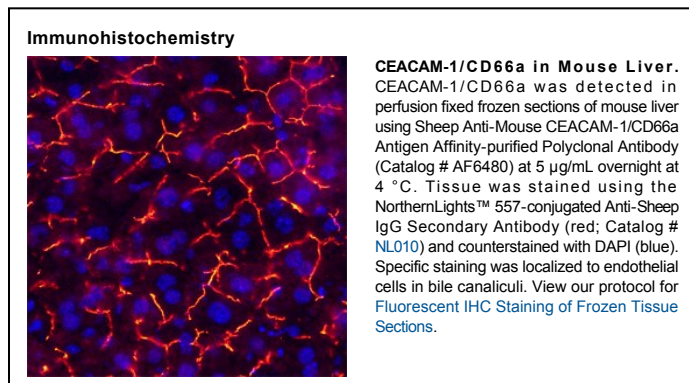 Immunohistochemistry
CEACAM-1/CD66a in Mouse Liver.
CEACAM-1/CD66a was detected in
perfusion fixed frozen sections of mouse liver
using Sheep Anti-Mouse CEACAM-1/CD66a
Antigen Affinity-purified Polyclonal Antibody
(Catalog # AF6480) at 5 µg/mL overnight at
4 °C. Tissue was stained using the
NorthernLights™ 557-conjugated Anti-Sheep
IgG Secondary Antibody (red; Catalog #
NL010) and counterstained with DAPI (blue).
Specific staining was localized to endothelial
cells in bile canaliculi. View our protocol for
Fluorescent IHC Staining of Frozen Tissue
Sections.